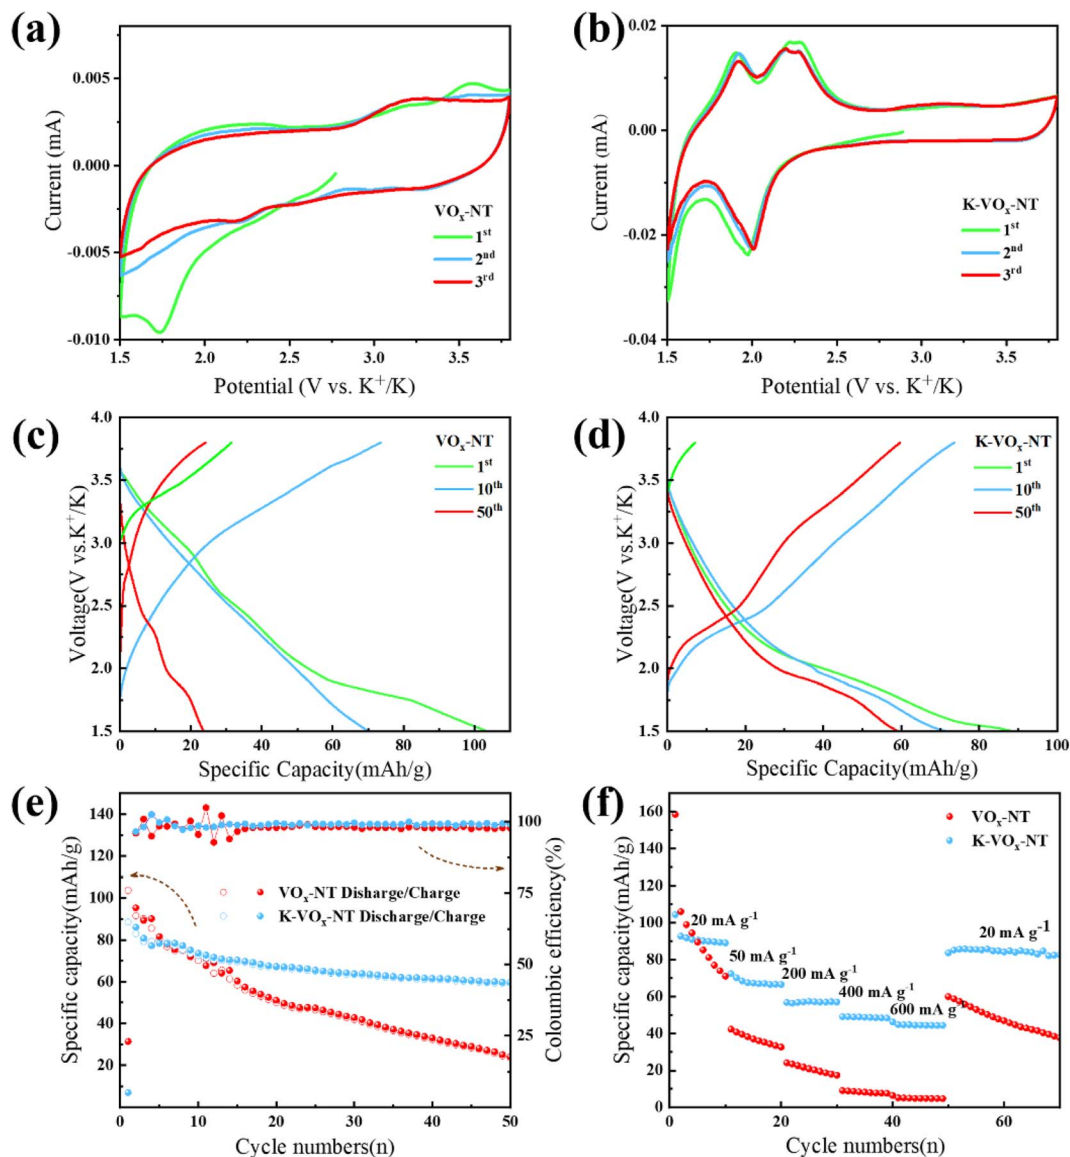 (a)
0.005
0.000
-0.005
-0.010
Current (mA)
VOx-NT
1st
2nd
3rd
1.5 2.0 2.5 3.0 3.5
Potential (V vs. K+/K)
(b)
0.02
0.00
-0.02
-0.04
Current (mA)
K-VOx-NT
1st
2nd
3rd
1.5 2.0 2.5 3.0 3.5
Potential (V vs. K+/K)
(c)
4.0
3.5
3.0
2.5
2.0
1.5
Voltage(V vs.K+/K)
VOx-NT
1st
10th
50th
0 20 40 60 80 100
Specific Capacity(mAh/g)
(d)
4.0
3.5
3.0
2.5
2.0
1.5
Voltage(V vs.K+/K)
K-VOx-NT
1st
10th
50th
0 20 40 60 80 100
Specific Capacity(mAh/g)
(e)
140
120
100
80
60
40
20
Specific capacity(mAh/g)
VOx-NT Disharge/Charge
K-VOx-NT Discharge/Charge
100
75
50
25
Coloumbic efficiency(%)
0 10 20 30 40 50
Cycle numbers(n)
(f)
160
140
120
100
80
60
40
20
0
Specific capacity(mAh/g)
VOx-NT
K-VOx-NT
20 mA g-1
50 mA g-1
200 mA g-1
400 mA g-1
600 mA g-1
20 mA g-1
0 20 40 60
Cycle numbers(n)